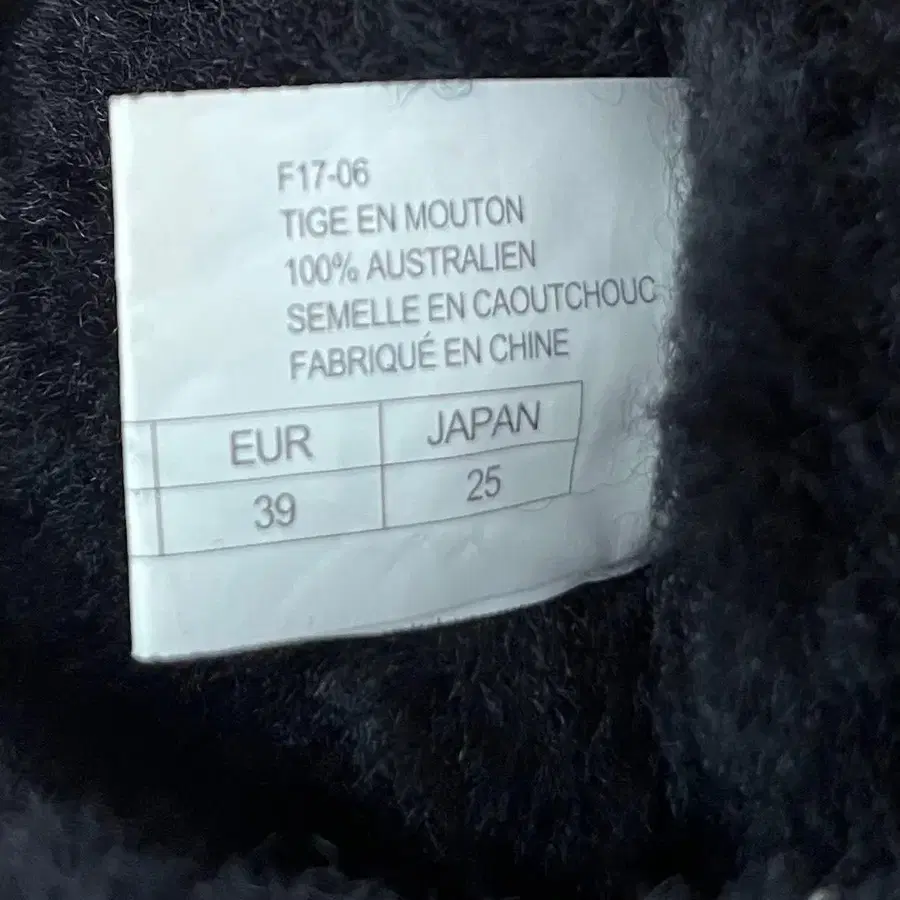 F17-06
TIGE EN MOUTON
100% AUSTRALIEN
SEMELLE EN CAOUTCHOUC
FABRIQUÉ EN CHINE
EUR JAPAN
39 25